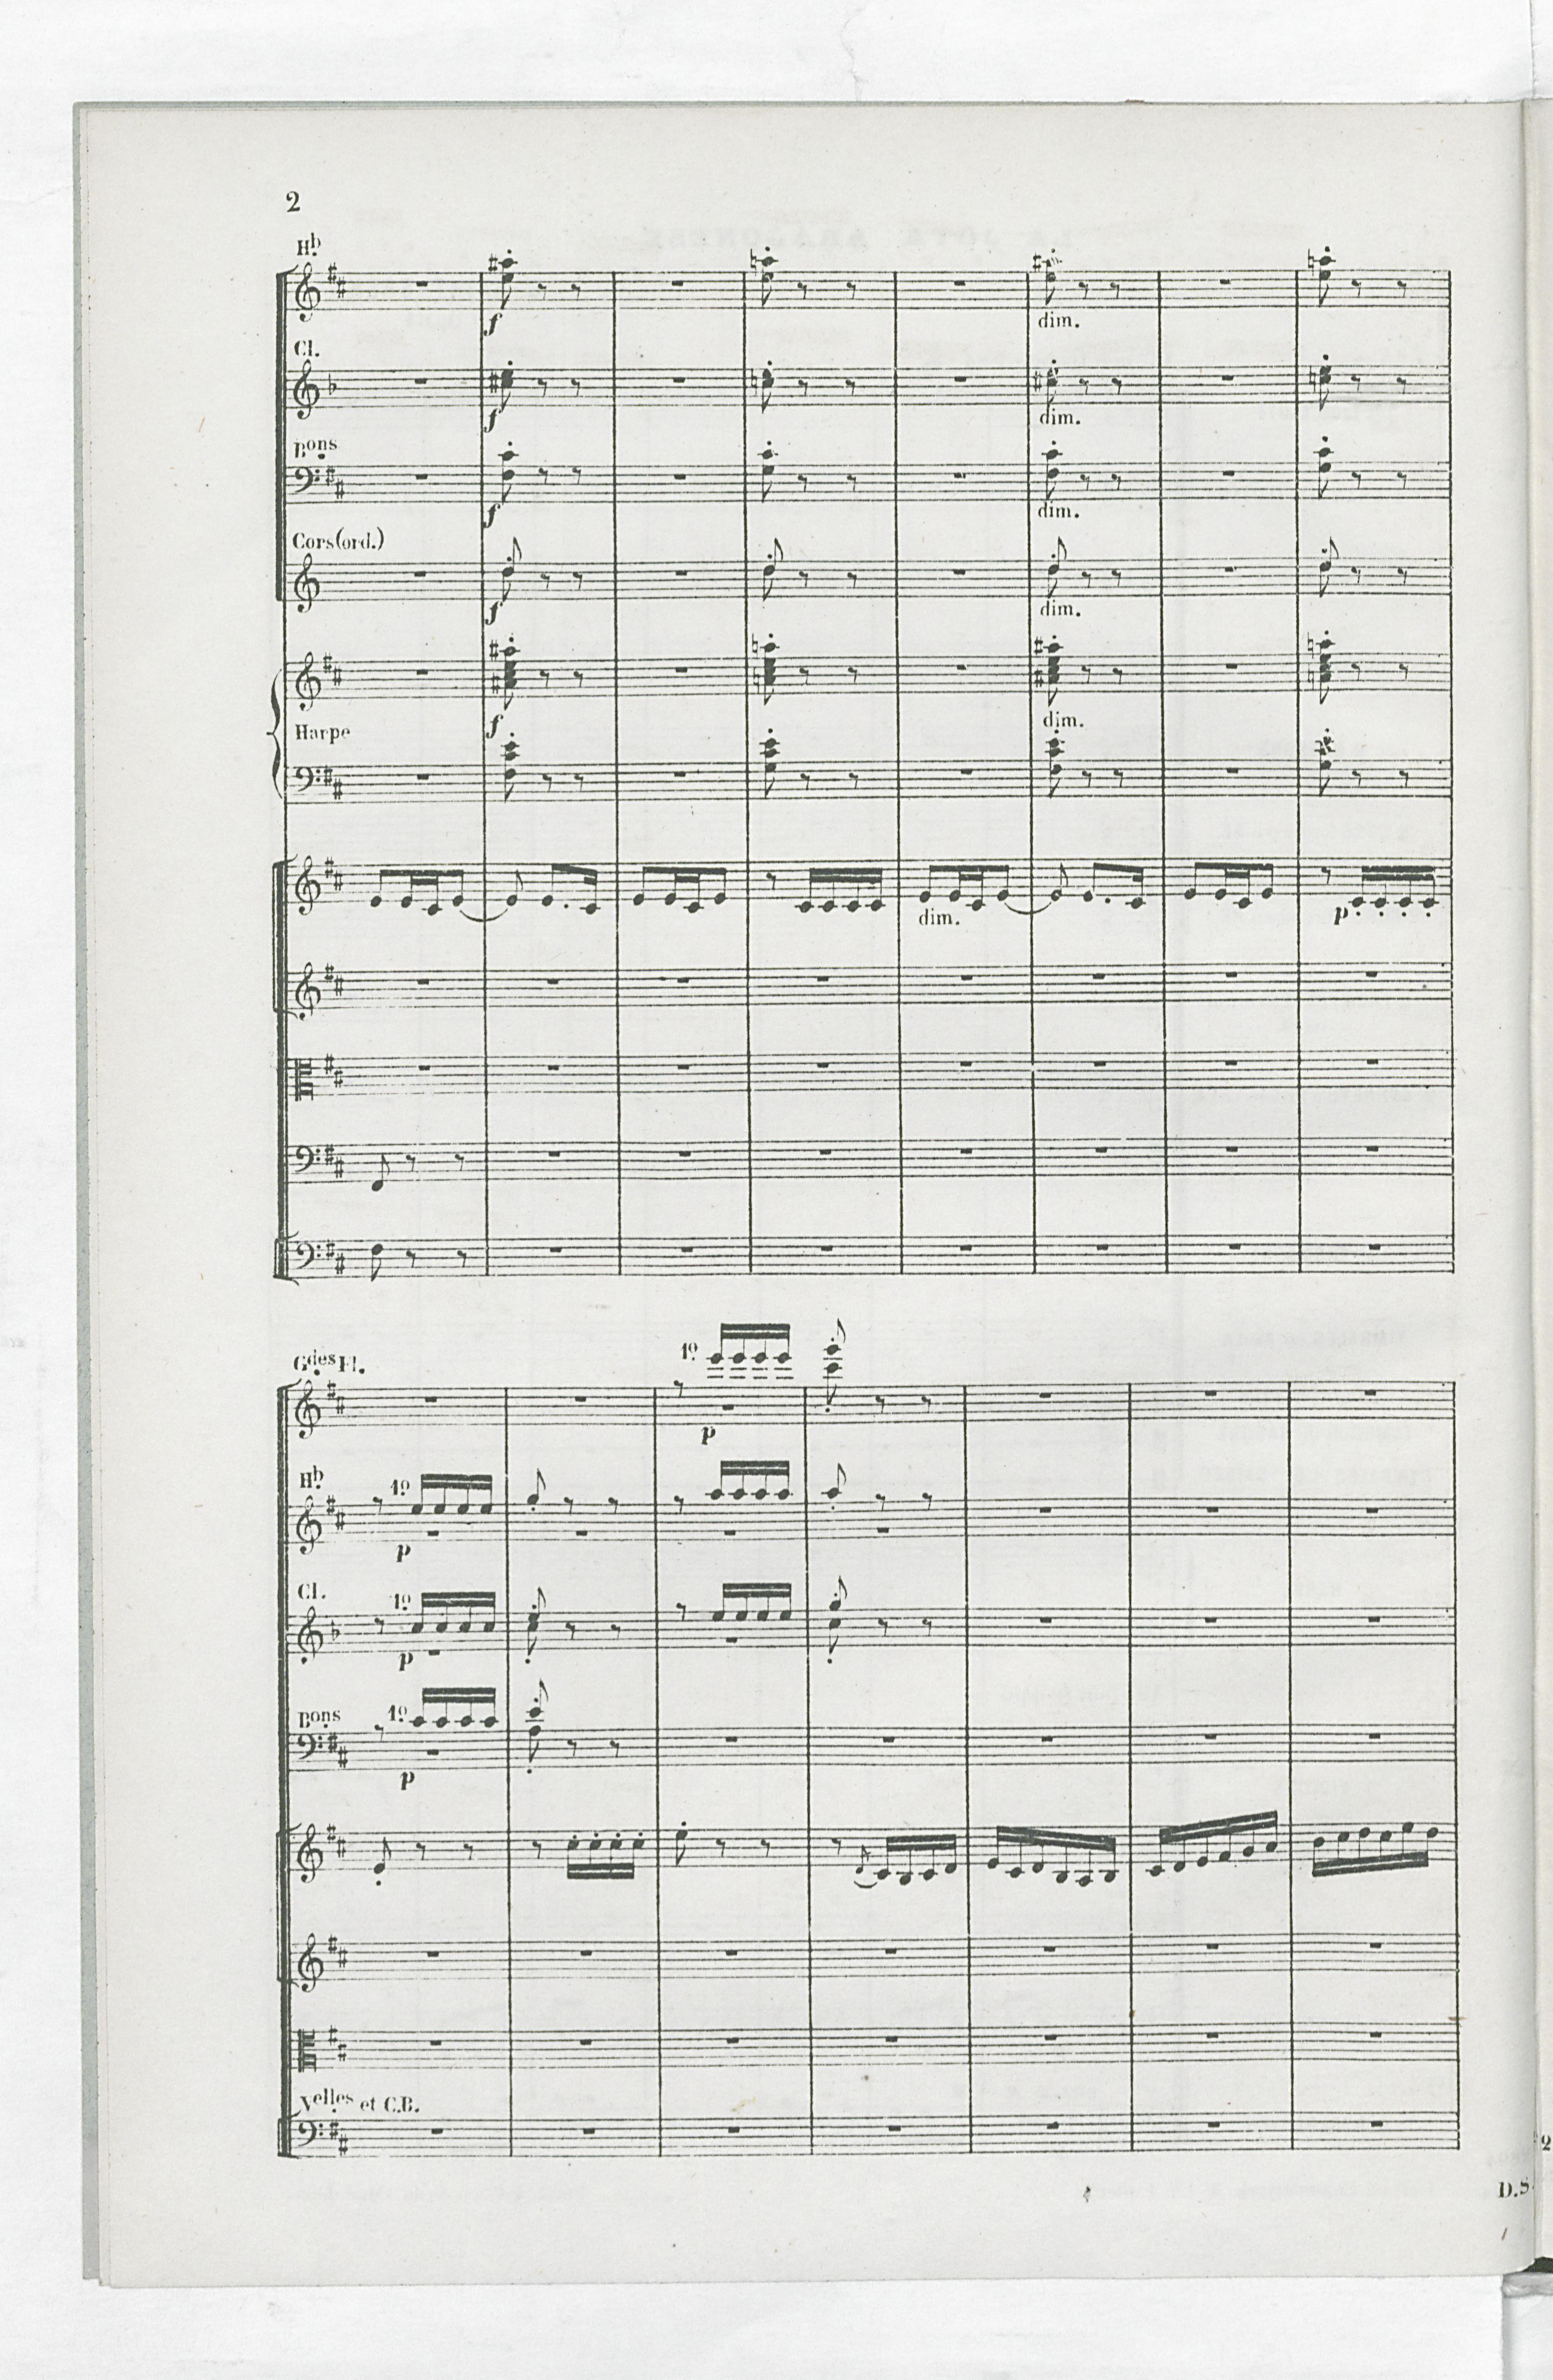 2
Hb.
f
dim.
Cl.
f
dim.
Bons
f
dim.
Cors (ord.)
f
dim.
f
dim.
Harpe
dim.
p
Gdes Fl.
1o
p
Hb.
1o
p
Cl.
1o
p
Bons
1o
p
Velles et C.B.
2
D.S.